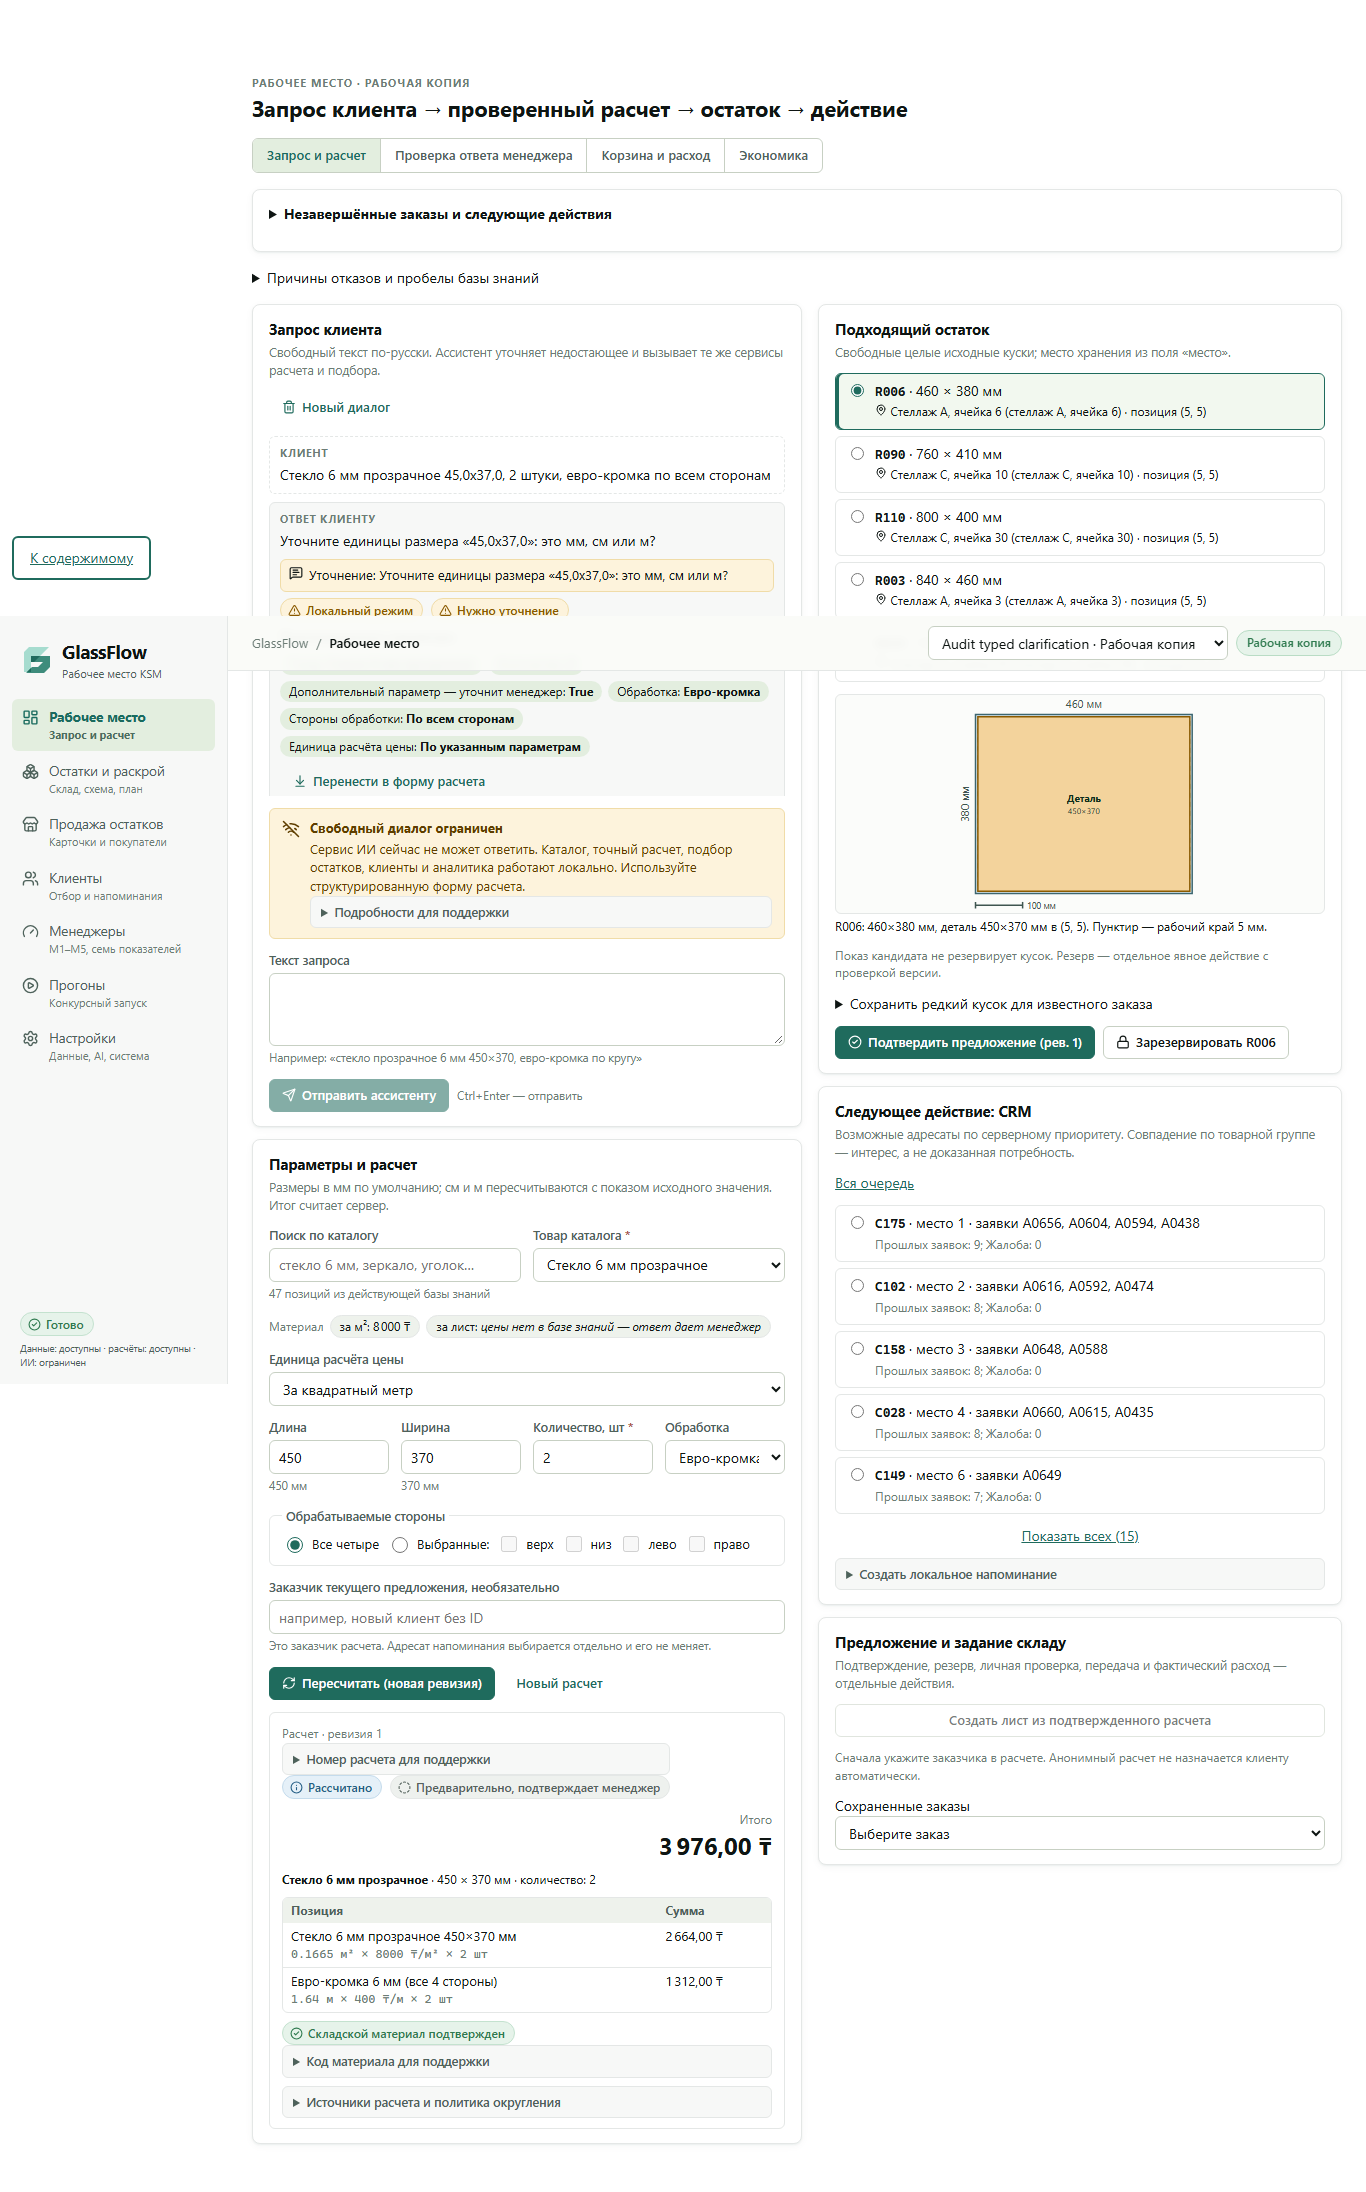 РАБОЧЕЕ МЕСТО · РАБОЧАЯ КОПИЯ
Запрос клиента → проверенный расчет → остаток → действие
Запрос и расчет
Проверка ответа менеджера
Корзина и расход
Экономика
▶ Незавершённые заказы и следующие действия
▶ Причины отказов и пробелы базы знаний
Запрос клиента
Свободный текст по-русски. Ассистент уточняет недостающее и вызывает те же сервисы
расчета и подбора.
Новый диалог
КЛИЕНТ
Стекло 6 мм прозрачное 45,0x37,0, 2 штуки, евро-кромка по всем сторонам
ОТВЕТ КЛИЕНТУ
Уточните единицы размера «45,0x37,0»: это мм, см или м?
Уточнение: Уточните единицы размера «45,0x37,0»: это мм, см или м?
Локальный режим
Нужно уточнение
К содержимому
GlassFlow
Рабочее место KSM
Рабочее место
Запрос и расчет
Остатки и раскрой
Склад, схема, план
Продажа остатков
Карточки и покупатели
Клиенты
Отбор и напоминания
Менеджеры
М1–М5, семь показателей
Прогоны
Конкурсный запуск
Настройки
Данные, AI, система
Готово
Данные: доступны · расчёты: доступны ·
ИИ: ограничен
GlassFlow / Рабочее место
Audit typed clarification · Рабочая копия
Рабочая копия
Дополнительный параметр — уточнит менеджер: True
Обработка: Евро-кромка
Стороны обработки: По всем сторонам
Единица расчёта цены: По указанным параметрам
Перенести в форму расчета
Свободный диалог ограничен
Сервис ИИ сейчас не может ответить. Каталог, точный расчет, подбор
остатков, клиенты и аналитика работают локально. Используйте
структурированную форму расчета.
▶ Подробности для поддержки
Текст запроса
Например: «стекло прозрачное 6 мм 450×370, евро-кромка по кругу»
Отправить ассистенту
Ctrl+Enter — отправить
Параметры и расчет
Размеры в мм по умолчанию; см и м пересчитываются с показом исходного значения.
Итог считает сервер.
Поиск по каталогу
Товар каталога *
стекло 6 мм, зеркало, уголок...
Стекло 6 мм прозрачное
47 позиций из действующей базы знаний
Материал
за м²: 8 000 ₸
за лист: цены нет в базе знаний — ответ дает менеджер
Единица расчёта цены
За квадратный метр
Длина
Ширина
Количество, шт *
Обработка
450
370
2
Евро-кромка
450 мм
370 мм
Обрабатываемые стороны
Все четыре
Выбранные:
верх
низ
лево
право
Заказчик текущего предложения, необязательно
например, новый клиент без ID
Это заказчик расчета. Адресат напоминания выбирается отдельно и его не меняет.
Пересчитать (новая ревизия)
Новый расчет
Расчет · ревизия 1
▶ Номер расчета для поддержки
Рассчитано
Предварительно, подтверждает менеджер
Итого
3 976,00 ₸
Стекло 6 мм прозрачное · 450 × 370 мм · количество: 2
Позиция
Сумма
Стекло 6 мм прозрачное 450×370 мм
2 664,00 ₸
0.1665 м² × 8000 ₸/м² × 2 шт
Евро-кромка 6 мм (все 4 стороны)
1 312,00 ₸
1.64 м × 400 ₸/м × 2 шт
Складской материал подтвержден
▶ Код материала для поддержки
▶ Источники расчета и политика округления
Подходящий остаток
Свободные целые исходные куски; место хранения из поля «место».
R006 · 460 × 380 мм
Стеллаж A, ячейка 6 (стеллаж A, ячейка 6) · позиция (5, 5)
R090 · 760 × 410 мм
Стеллаж C, ячейка 10 (стеллаж C, ячейка 10) · позиция (5, 5)
R110 · 800 × 400 мм
Стеллаж C, ячейка 30 (стеллаж C, ячейка 30) · позиция (5, 5)
R003 · 840 × 460 мм
Стеллаж A, ячейка 3 (стеллаж A, ячейка 3) · позиция (5, 5)
460 мм
380 мм
Деталь
450×370
100 мм
R006: 460×380 мм, деталь 450×370 мм в (5, 5). Пунктир — рабочий край 5 мм.
Показ кандидата не резервирует кусок. Резерв — отдельное явное действие с
проверкой версии.
▶ Сохранить редкий кусок для известного заказа
Подтвердить предложение (рев. 1)
Зарезервировать R006
Следующее действие: CRM
Возможные адресаты по серверному приоритету. Совпадение по товарной группе
— интерес, а не доказанная потребность.
Вся очередь
C175 · место 1 · заявки A0656, A0604, A0594, A0438
Прошлых заявок: 9; Жалоба: 0
C102 · место 2 · заявки A0616, A0592, A0474
Прошлых заявок: 8; Жалоба: 0
C158 · место 3 · заявки A0648, A0588
Прошлых заявок: 8; Жалоба: 0
C028 · место 4 · заявки A0660, A0615, A0435
Прошлых заявок: 8; Жалоба: 0
C149 · место 6 · заявки A0649
Прошлых заявок: 7; Жалоба: 0
Показать всех (15)
▶ Создать локальное напоминание
Предложение и задание складу
Подтверждение, резерв, личная проверка, передача и фактический расход —
отдельные действия.
Создать лист из подтвержденного расчета
Сначала укажите заказчика в расчете. Анонимный расчет не назначается клиенту
автоматически.
Сохраненные заказы
Выберите заказ